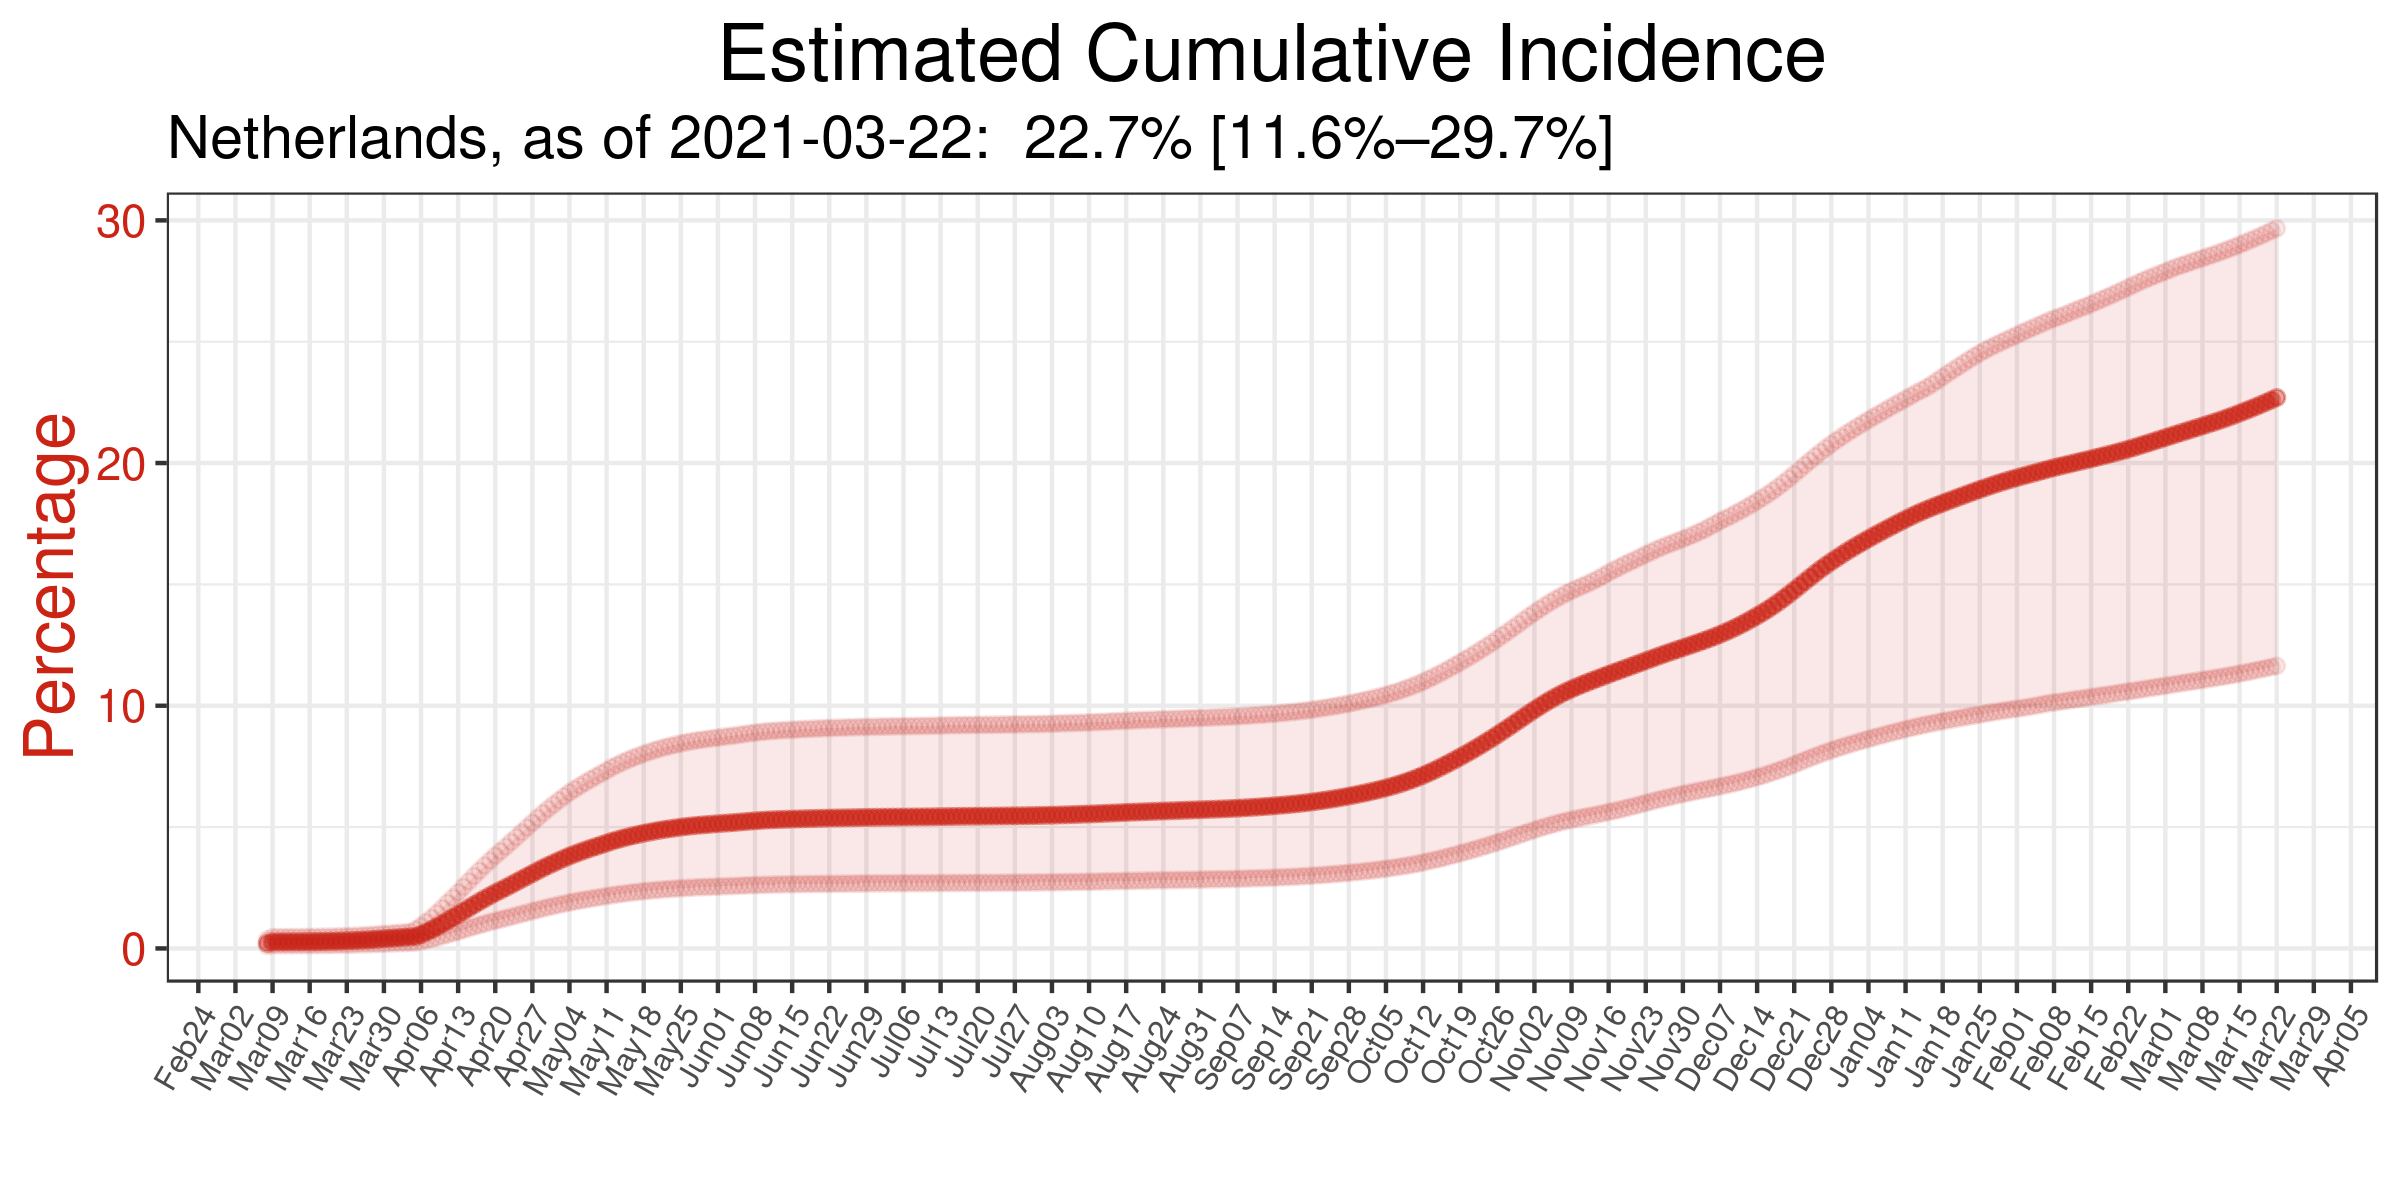 Estimated Cumulative Incidence
Netherlands, as of 2021-03-22:  22.7% [11.6%–29.7%]
Percentage
30
20
10
0
Feb24
Mar02
Mar09
Mar16
Mar23
Mar30
Apr06
Apr13
Apr20
Apr27
May04
May11
May18
May25
Jun01
Jun08
Jun15
Jun22
Jun29
Jul06
Jul13
Jul20
Jul27
Aug03
Aug10
Aug17
Aug24
Aug31
Sep07
Sep14
Sep21
Sep28
Oct05
Oct12
Oct19
Oct26
Nov02
Nov09
Nov16
Nov23
Nov30
Dec07
Dec14
Dec21
Dec28
Jan04
Jan11
Jan18
Jan25
Feb01
Feb08
Feb15
Feb22
Mar01
Mar08
Mar15
Mar22
Mar29
Apr05